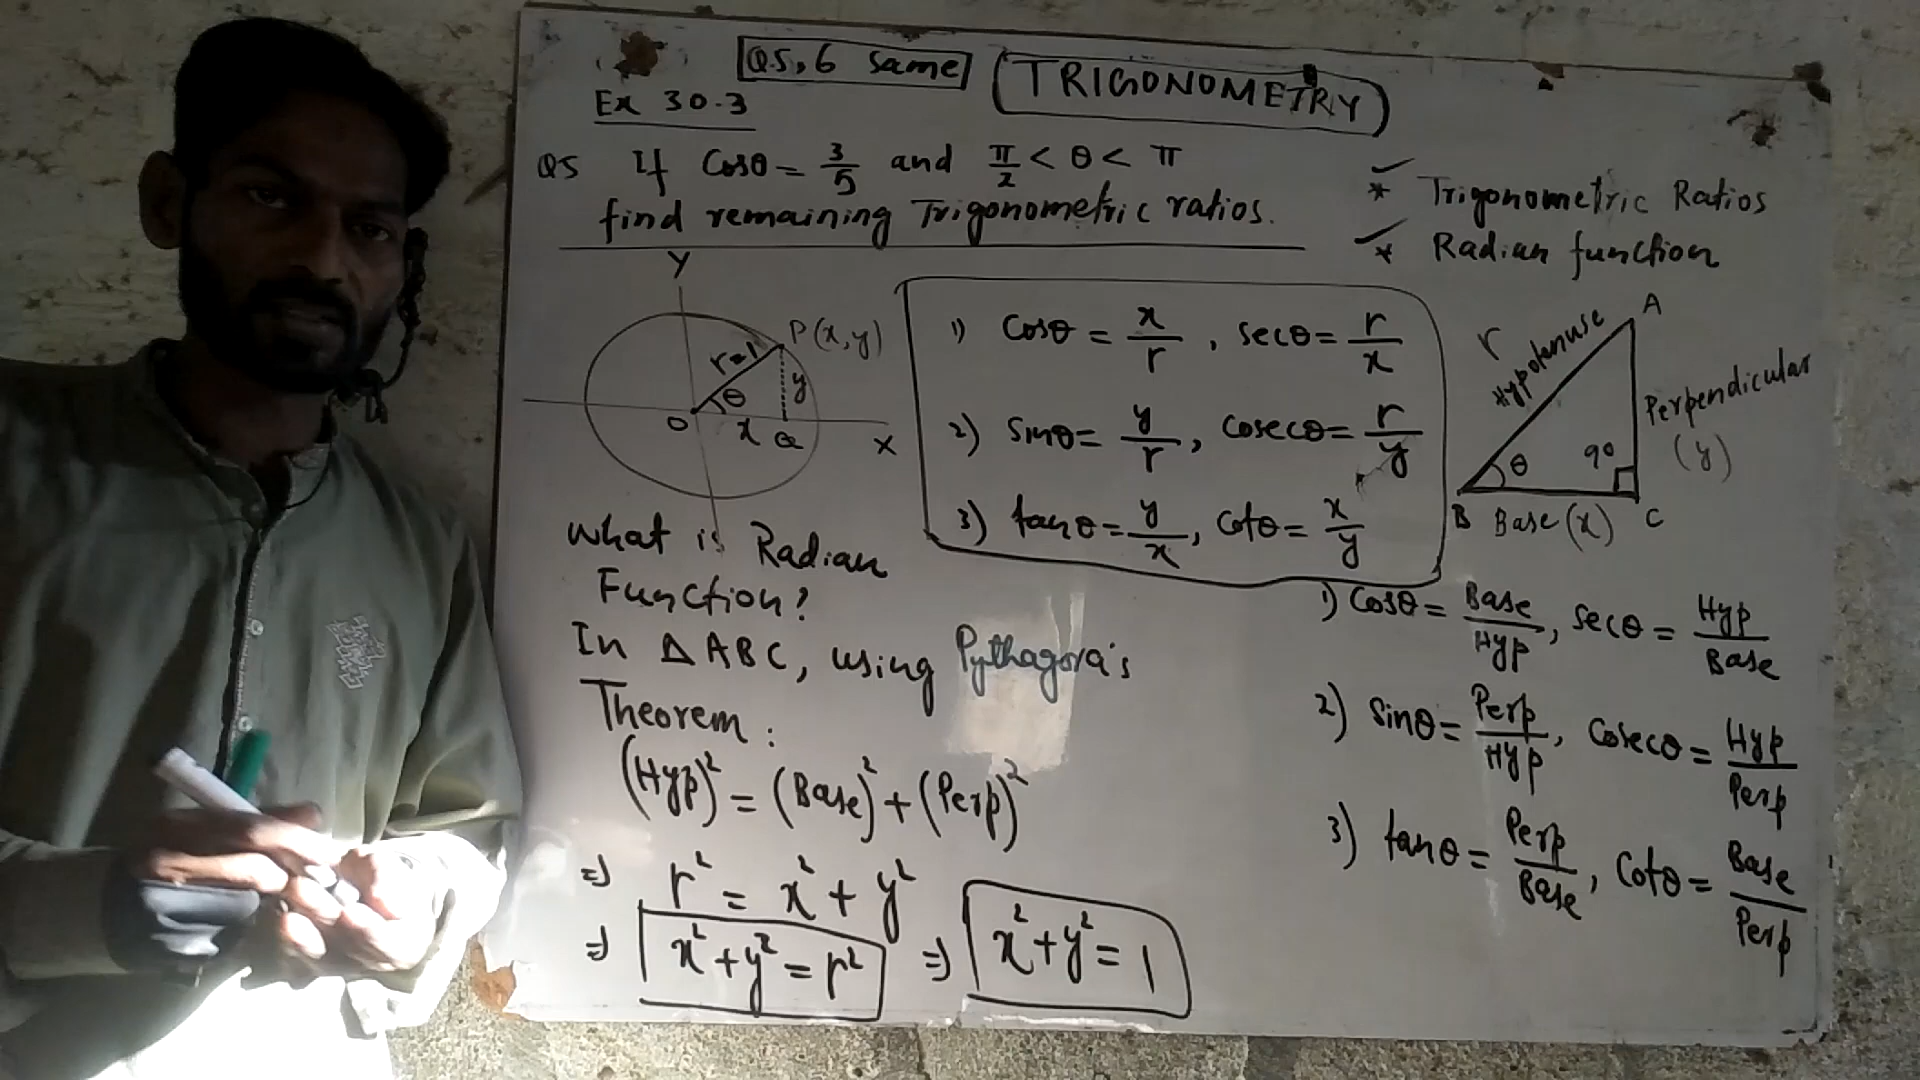 Q.5,6 Same
TRIGONOMETRY
Ex 30.3
Q5 If Cosθ = 3/5 and π/2 < θ < π
find remaining Trigonometric ratios.
* Trigonometric Ratios
* Radian function
Y
P(x,y)
r=1
θ
y
O
x
Q
X
1) Cosθ = x/r , secθ = r/x
2) Sinθ = y/r , Cosecθ = r/y
3) tanθ = y/x , Cotθ = x/y
A
r
Hypotenuse
Perpendicular
(y)
θ
90
B Base (x) C
What is Radian
Function?
In ΔABC, using Pythagora's
Theorem:
(Hyp)² = (Base)² + (Perp)²
⇒ r² = x² + y²
⇒ x² + y² = r² ⇒ x² + y² = 1
1) Cosθ = Base/Hyp , Secθ = Hyp/Base
2) Sinθ = Perp/Hyp , Cosecθ = Hyp/Perp
3) tanθ = Perp/Base , Cotθ = Base/Perp